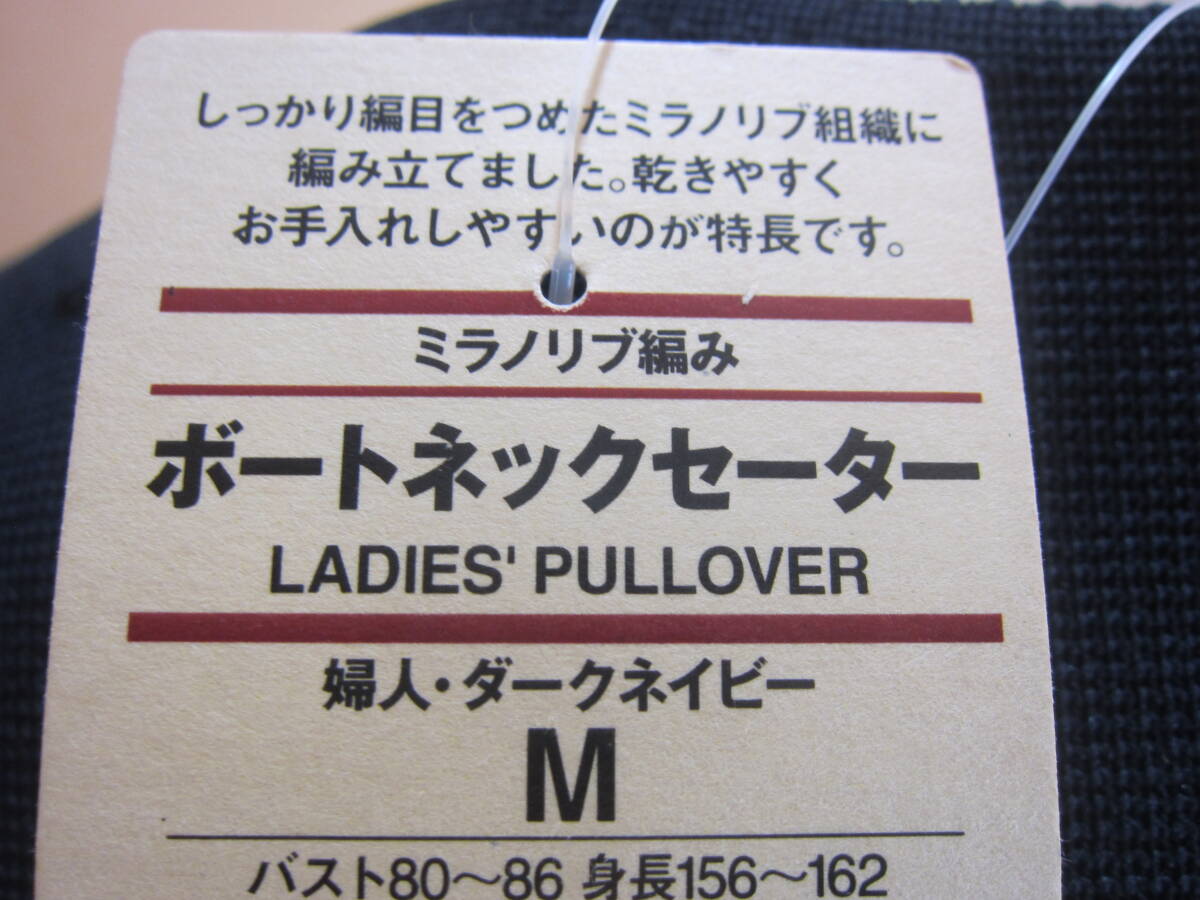 しっかり編目をつめたミラノリブ組織に
編み立てました。乾きやすく
お手入れしやすいのが特長です。
ミラノリブ編み
ボートネックセーター
LADIES' PULLOVER
婦人・ダークネイビー
M
バスト80〜86 身長156〜162